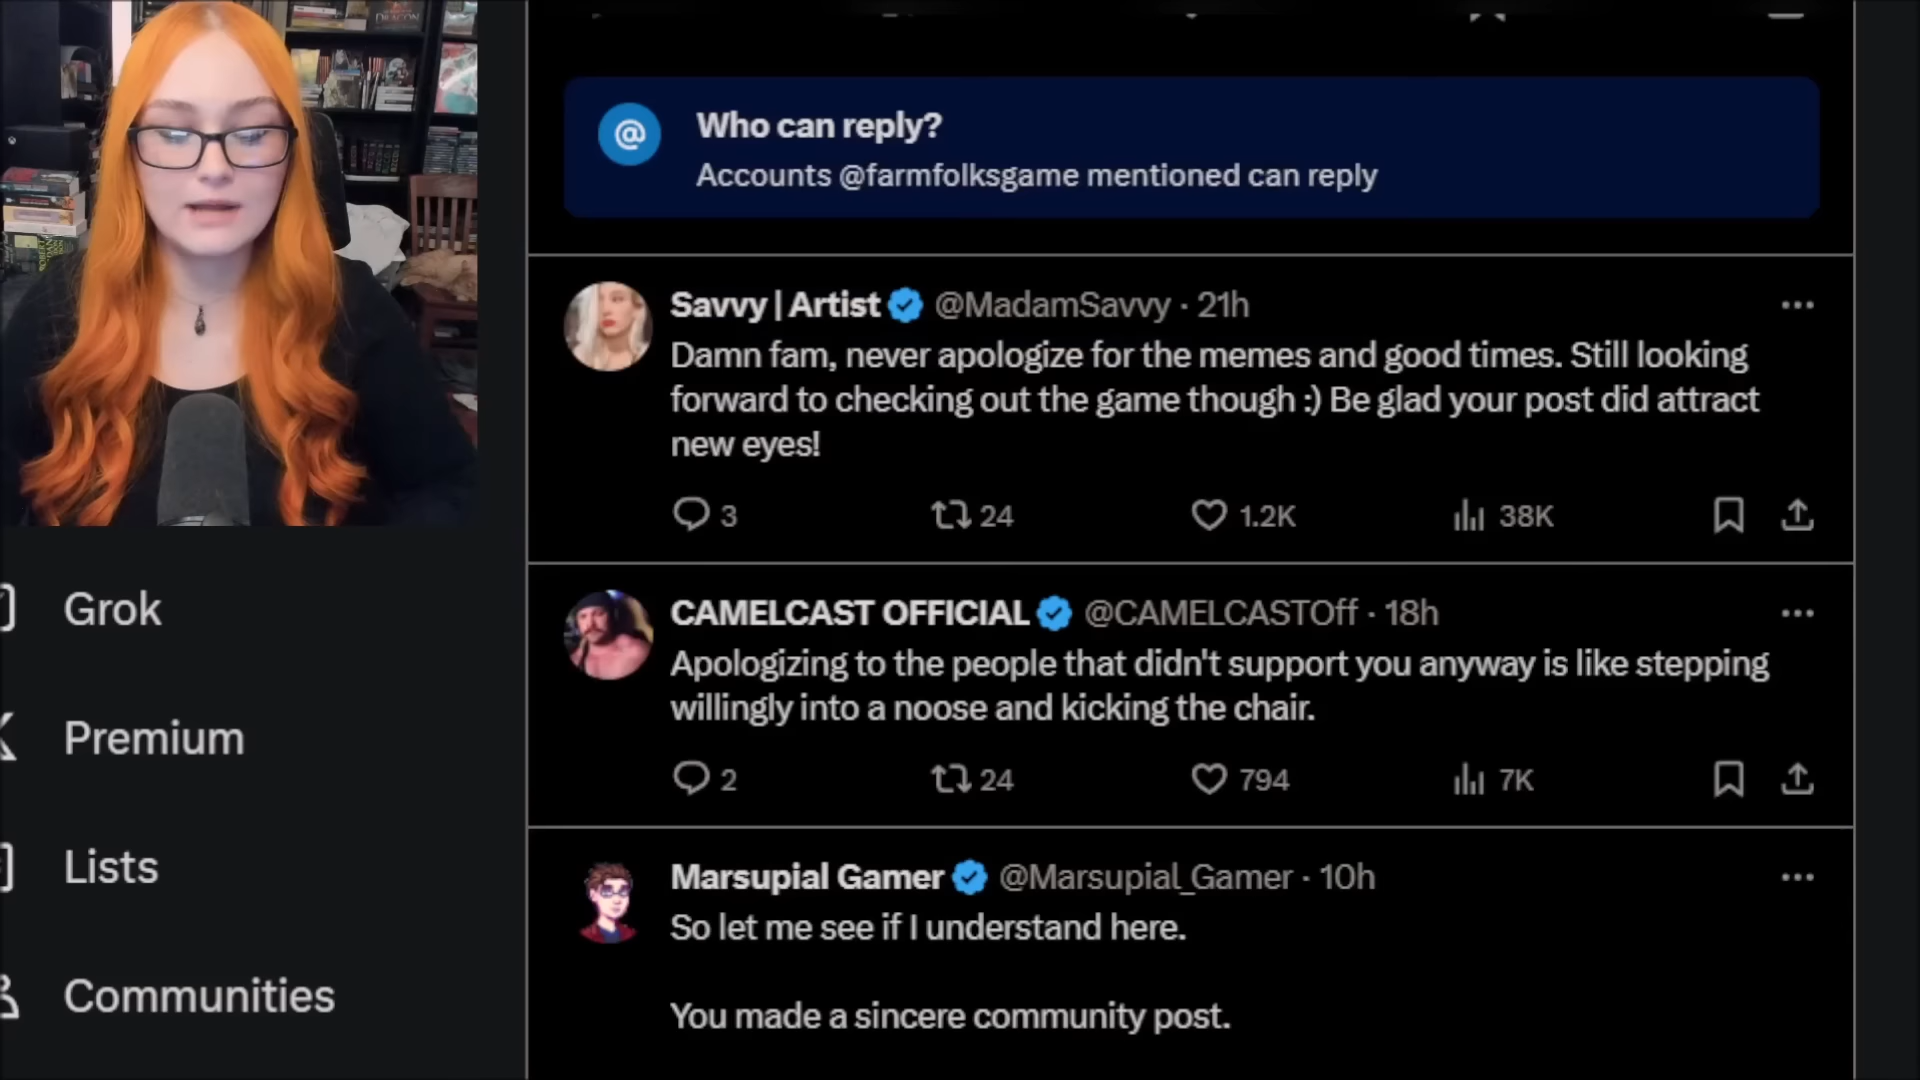 Who can reply?
Accounts @farmfolksgame mentioned can reply
Savvy | Artist @MadamSavvy · 21h
Damn fam, never apologize for the memes and good times. Still looking
forward to checking out the game though :) Be glad your post did attract
new eyes!
3 24 1.2K 38K
CAMELCAST OFFICIAL @CAMELCASTOff · 18h
Apologizing to the people that didn't support you anyway is like stepping
willingly into a noose and kicking the chair.
2 24 794 7K
Marsupial Gamer @Marsupial_Gamer · 10h
So let me see if I understand here.
You made a sincere community post.
Grok
Premium
Lists
Communities